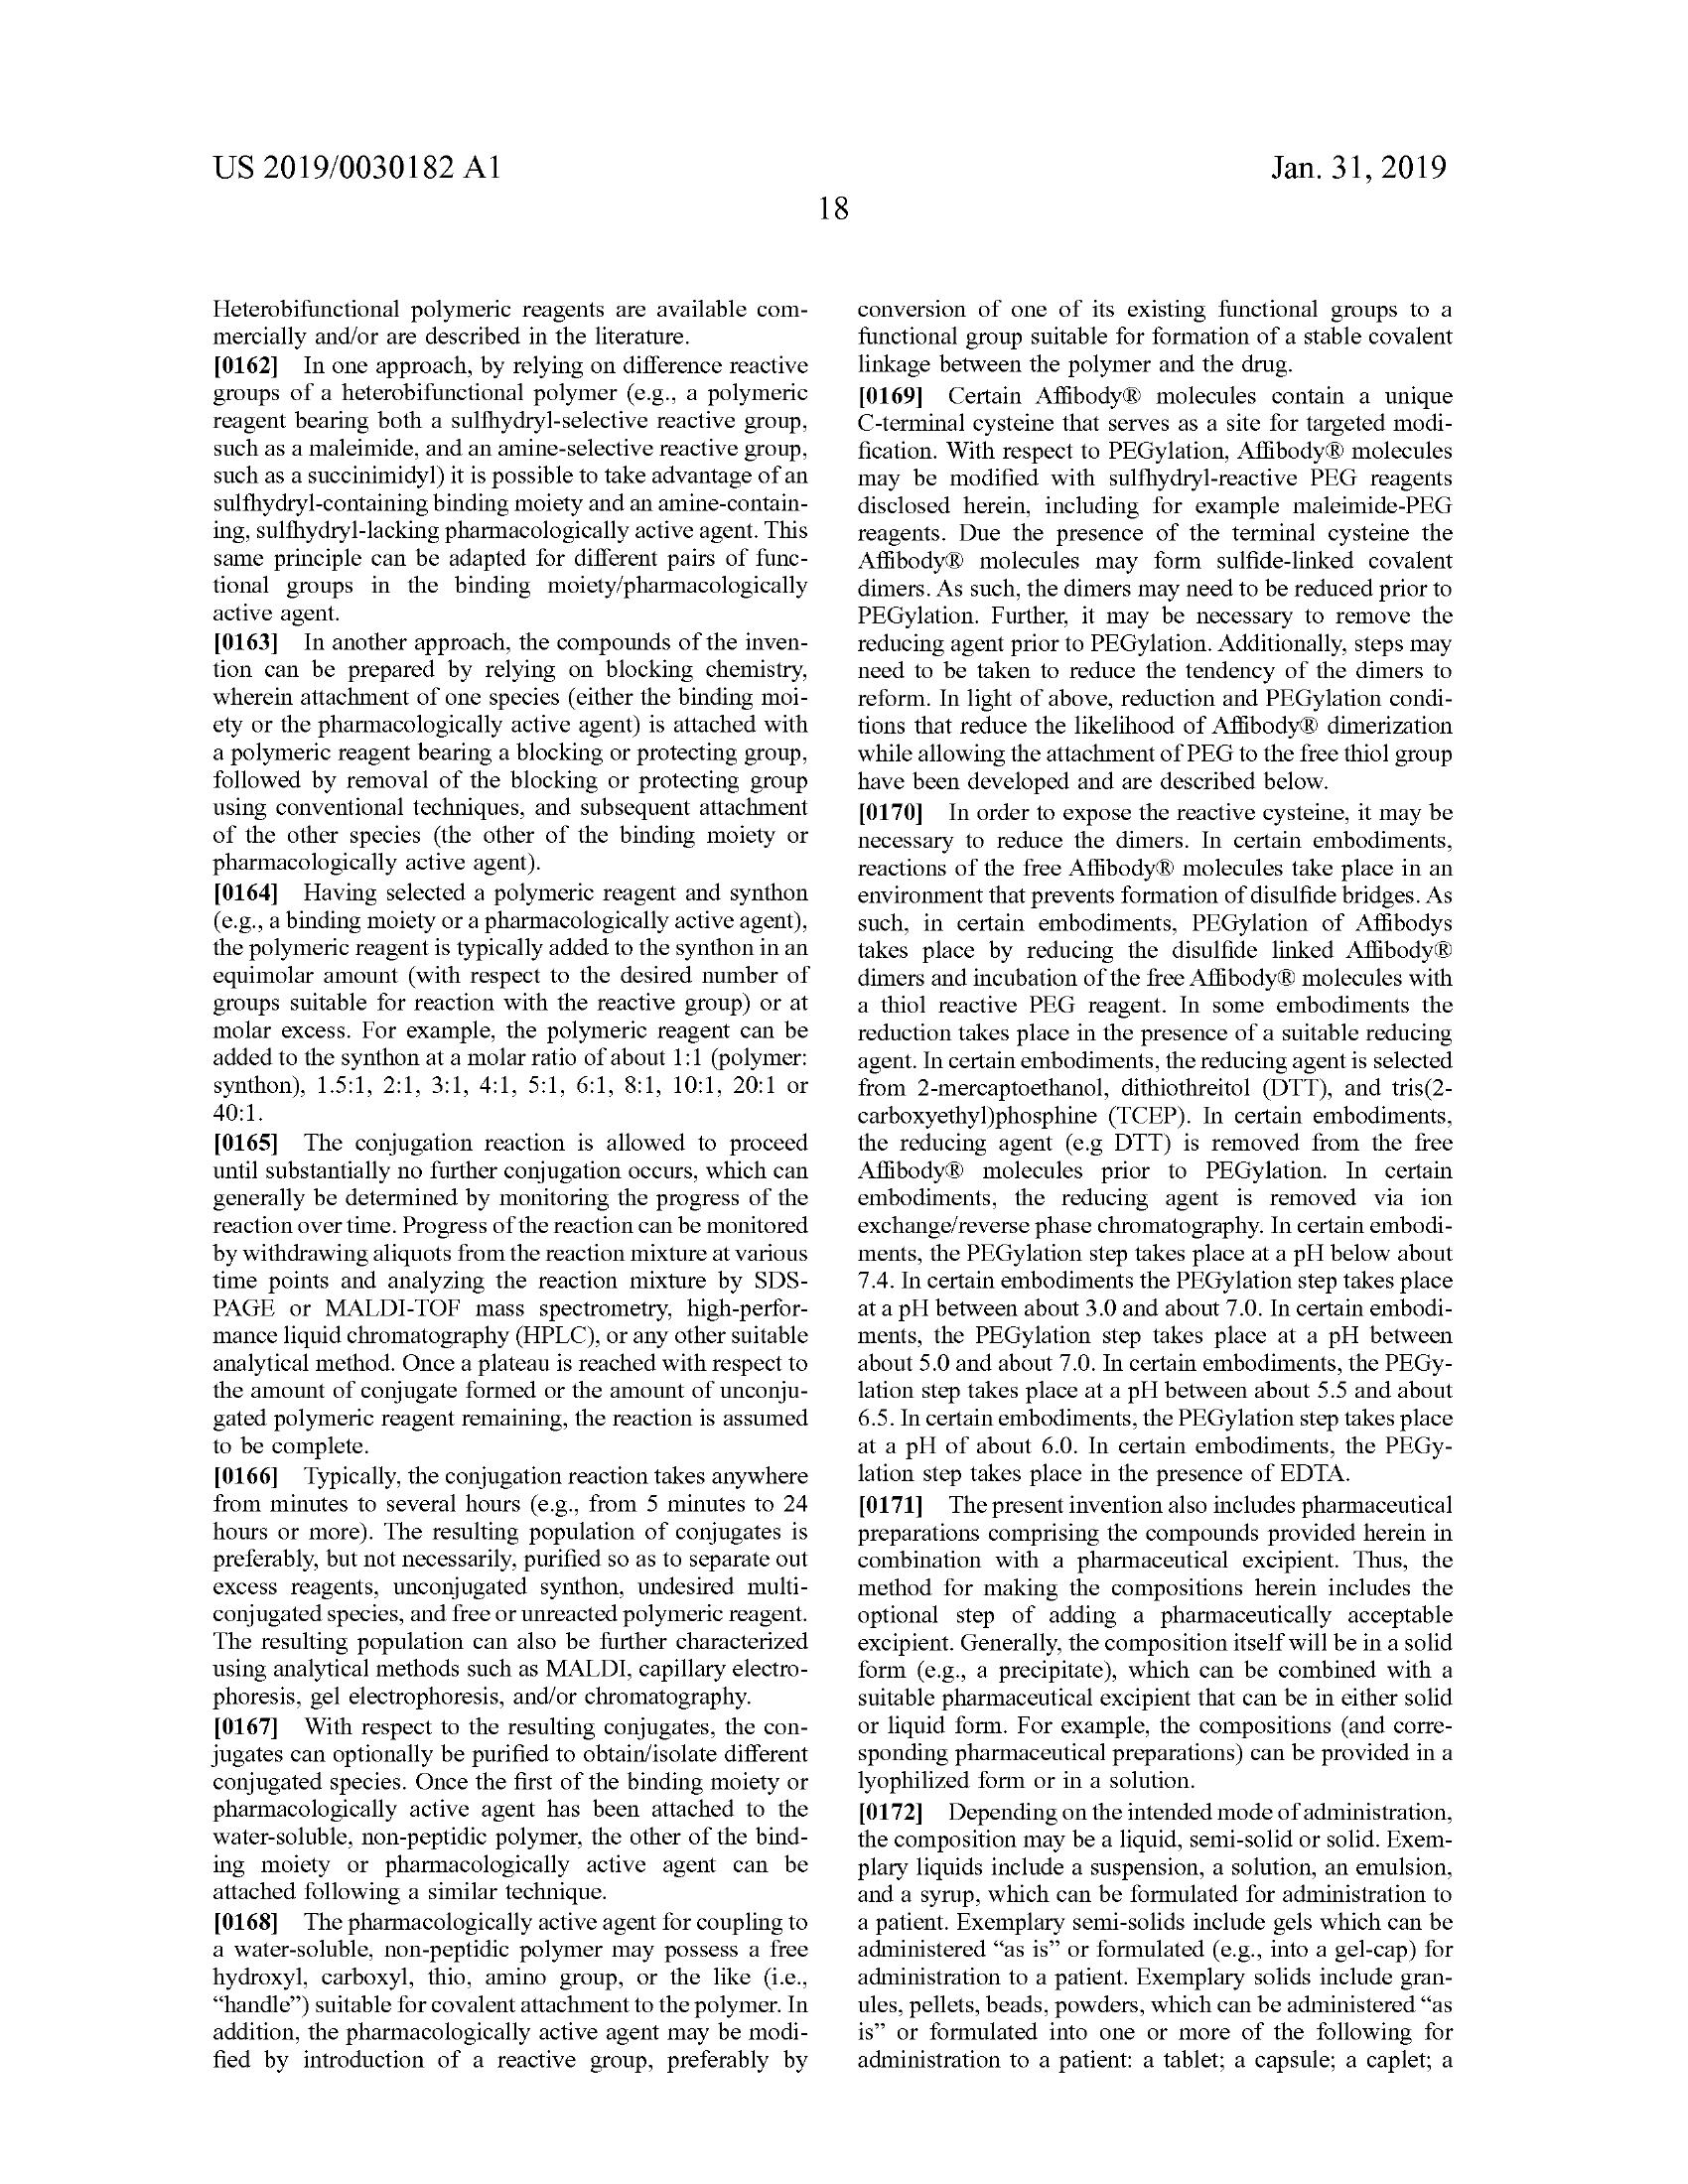 US 2019/0030182 A1
Jan. 31, 2019
18
Heterobifunctional polymeric reagents are available com-
mercially and/or are described in the literature.
[0162] In one approach, by relying on difference reactive
groups of a heterobifunctional polymer (e.g., a polymeric
reagent bearing both a sulfhydryl-selective reactive group,
such as a maleimide, and an amine-selective reactive group,
such as a succinimidyl) it is possible to take advantage of an
sulfhydryl-containing binding moiety and an amine-contain-
ing, sulfhydryl-lacking pharmacologically active agent. This
same principle can be adapted for different pairs of func-
tional groups in the binding moiety/pharmacologically
active agent.
[0163] In another approach, the compounds of the inven-
tion can be prepared by relying on blocking chemistry,
wherein attachment of one species (either the binding moi-
ety or the pharmacologically active agent) is attached with
a polymeric reagent bearing a blocking or protecting group,
followed by removal of the blocking or protecting group
using conventional techniques, and subsequent attachment
of the other species (the other of the binding moiety or
pharmacologically active agent).
[0164] Having selected a polymeric reagent and synthon
(e.g., a binding moiety or a pharmacologically active agent),
the polymeric reagent is typically added to the synthon in an
equimolar amount (with respect to the desired number of
groups suitable for reaction with the reactive group) or at
molar excess. For example, the polymeric reagent can be
added to the synthon at a molar ratio of about 1:1 (polymer:
synthon), 1.5:1, 2:1, 3:1, 4:1, 5:1, 6:1, 8:1, 10:1, 20:1 or
40:1.
[0165] The conjugation reaction is allowed to proceed
until substantially no further conjugation occurs, which can
generally be determined by monitoring the progress of the
reaction over time. Progress of the reaction can be monitored
by withdrawing aliquots from the reaction mixture at various
time points and analyzing the reaction mixture by SDS-
PAGE or MALDI-TOF mass spectrometry, high-perfor-
mance liquid chromatography (HPLC), or any other suitable
analytical method. Once a plateau is reached with respect to
the amount of conjugate formed or the amount of unconju-
gated polymeric reagent remaining, the reaction is assumed
to be complete.
[0166] Typically, the conjugation reaction takes anywhere
from minutes to several hours (e.g., from 5 minutes to 24
hours or more). The resulting population of conjugates is
preferably, but not necessarily, purified so as to separate out
excess reagents, unconjugated synthon, undesired multi-
conjugated species, and free or unreacted polymeric reagent.
The resulting population can also be further characterized
using analytical methods such as MALDI, capillary electro-
phoresis, gel electrophoresis, and/or chromatography.
[0167] With respect to the resulting conjugates, the con-
jugates can optionally be purified to obtain/isolate different
conjugated species. Once the first of the binding moiety or
pharmacologically active agent has been attached to the
water-soluble, non-peptidic polymer, the other of the bind-
ing moiety or pharmacologically active agent can be
attached following a similar technique.
[0168] The pharmacologically active agent for coupling to
a water-soluble, non-peptidic polymer may possess a free
hydroxyl, carboxyl, thio, amino group, or the like (i.e.,
“handle”) suitable for covalent attachment to the polymer. In
addition, the pharmacologically active agent may be modi-
fied by introduction of a reactive group, preferably by
conversion of one of its existing functional groups to a
functional group suitable for formation of a stable covalent
linkage between the polymer and the drug.
[0169] Certain Affibody® molecules contain a unique
C-terminal cysteine that serves as a site for targeted modi-
fication. With respect to PEGylation, Affibody® molecules
may be modified with sulfhydryl-reactive PEG reagents
disclosed herein, including for example maleimide-PEG
reagents. Due the presence of the terminal cysteine the
Affibody® molecules may form sulfide-linked covalent
dimers. As such, the dimers may need to be reduced prior to
PEGylation. Further, it may be necessary to remove the
reducing agent prior to PEGylation. Additionally, steps may
need to be taken to reduce the tendency of the dimers to
reform. In light of above, reduction and PEGylation condi-
tions that reduce the likelihood of Affibody® dimerization
while allowing the attachment of PEG to the free thiol group
have been developed and are described below.
[0170] In order to expose the reactive cysteine, it may be
necessary to reduce the dimers. In certain embodiments,
reactions of the free Affibody® molecules take place in an
environment that prevents formation of disulfide bridges. As
such, in certain embodiments, PEGylation of Affibodys
takes place by reducing the disulfide linked Affibody®
dimers and incubation of the free Affibody® molecules with
a thiol reactive PEG reagent. In some embodiments the
reduction takes place in the presence of a suitable reducing
agent. In certain embodiments, the reducing agent is selected
from 2-mercaptoethanol, dithiothreitol (DTT), and tris(2-
carboxyethyl)phosphine (TCEP). In certain embodiments,
the reducing agent (e.g DTT) is removed from the free
Affibody® molecules prior to PEGylation. In certain
embodiments, the reducing agent is removed via ion
exchange/reverse phase chromatography. In certain embodi-
ments, the PEGylation step takes place at a pH below about
7.4. In certain embodiments the PEGylation step takes place
at a pH between about 3.0 and about 7.0. In certain embodi-
ments, the PEGylation step takes place at a pH between
about 5.0 and about 7.0. In certain embodiments, the PEGy-
lation step takes place at a pH between about 5.5 and about
6.5. In certain embodiments, the PEGylation step takes place
at a pH of about 6.0. In certain embodiments, the PEGy-
lation step takes place in the presence of EDTA.
[0171] The present invention also includes pharmaceutical
preparations comprising the compounds provided herein in
combination with a pharmaceutical excipient. Thus, the
method for making the compositions herein includes the
optional step of adding a pharmaceutically acceptable
excipient. Generally, the composition itself will be in a solid
form (e.g., a precipitate), which can be combined with a
suitable pharmaceutical excipient that can be in either solid
or liquid form. For example, the compositions (and corre-
sponding pharmaceutical preparations) can be provided in a
lyophilized form or in a solution.
[0172] Depending on the intended mode of administration,
the composition may be a liquid, semi-solid or solid. Exem-
plary liquids include a suspension, a solution, an emulsion,
and a syrup, which can be formulated for administration to
a patient. Exemplary semi-solids include gels which can be
administered “as is” or formulated (e.g., into a gel-cap) for
administration to a patient. Exemplary solids include gran-
ules, pellets, beads, powders, which can be administered “as
is” or formulated into one or more of the following for
administration to a patient: a tablet; a capsule; a caplet; a